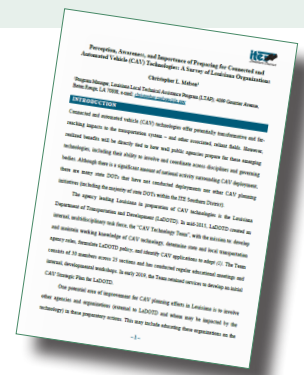 ITE
Perception, Awareness, and Importance of Preparing for Connected and
Automated Vehicle (CAV) Technologies: A Survey of Louisiana Organizations
Christopher L. Melson¹
¹Program Manager, Louisiana Local Technical Assistance Program (LTAP), 4099 Gourrier Avenue,
Baton Rouge, LA 70808, e-mail:
INTRODUCTION
Connected and automated vehicle (CAV) technologies offer potentially transformative and far-
reaching impacts to the transportation system – and other associated, reliant fields. However,
realized benefits will be directly tied to how well public agencies prepare for these emerging
technologies, including their ability to involve and coordinate across disciplines and governing
bodies. Although there is a significant amount of national activity surrounding CAV deployment,
there are many state DOTs that have not conducted deployments nor other CAV planning
initiatives (including the majority of state DOTs within the ITE Southern District).
The agency leading Louisiana in preparation of CAV technologies is the Louisiana
Department of Transportation and Development (LaDOTD). In mid-2015, LaDOTD created an
internal, multidisciplinary task force, the "CAV Technology Team", with the mission to develop
and maintain working knowledge of CAV technology, determine state and local transportation
agency roles, formulate LaDOTD policy, and identify CAV applications to adopt (1). The Team
consists of 30 members across 25 sections and has conducted regular educational meetings and
internal, developmental workshops. In early 2019, the Team retained services to develop an initial
CAV Strategic Plan for LaDOTD.
One potential area of improvement for CAV planning efforts in Louisiana is to involve
other agencies and organizations (external to LaDOTD and whom may be impacted by the
technology) in these preparatory actions. This may include educating these organizations on the
- 1 -